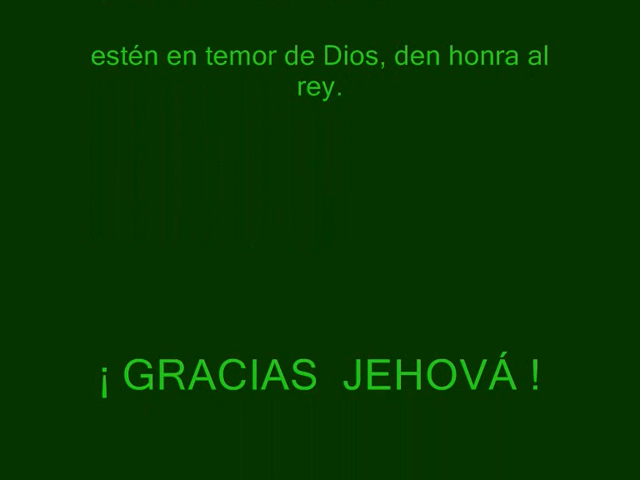 estén en temor de Dios, den honra al
rey.
¡ GRACIAS  JEHOVÁ !